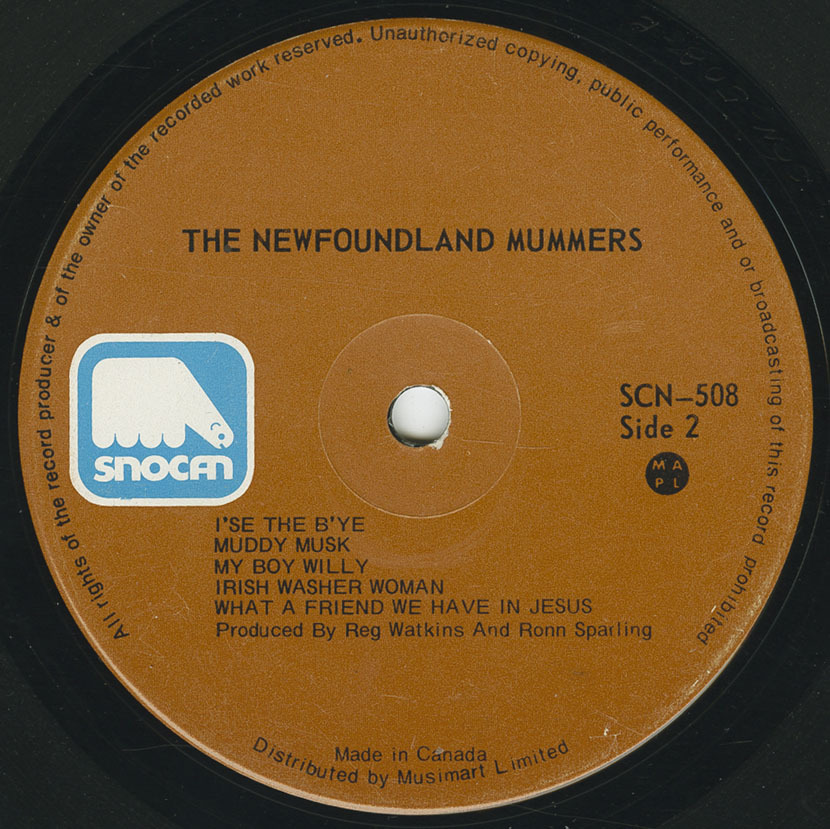 All rights of the record producer & of the owner of the recorded work reserved. Unauthorized copying, public performance and or broadcasting of this record prohibited
THE NEWFOUNDLAND MUMMERS
SCN-508
Side 2
MAPL
SNOCAN
I'SE THE B'YE
MUDDY MUSK
MY BOY WILLY
IRISH WASHER WOMAN
WHAT A FRIEND WE HAVE IN JESUS
Produced By Reg Watkins And Ronn Sparling
Made in Canada
Distributed by Musimart Limited